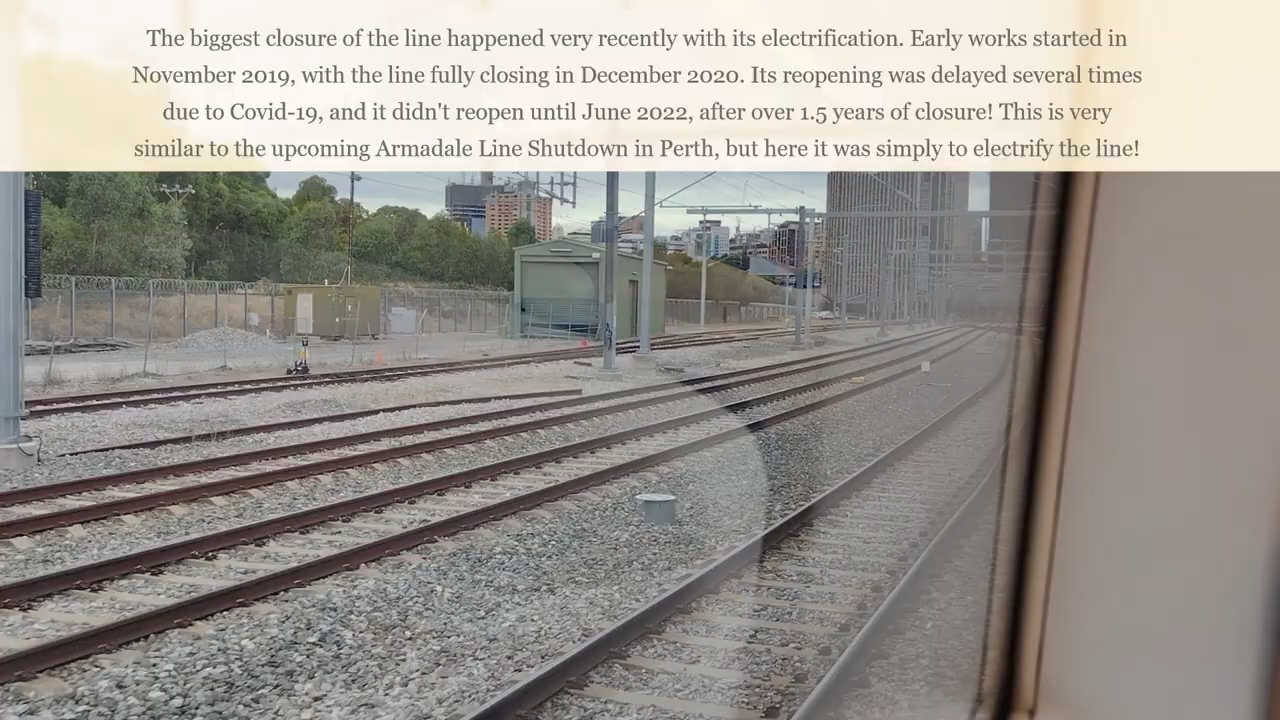 The biggest closure of the line happened very recently with its electrification. Early works started in
November 2019, with the line fully closing in December 2020. Its reopening was delayed several times
due to Covid-19, and it didn't reopen until June 2022, after over 1.5 years of closure! This is very
similar to the upcoming Armadale Line Shutdown in Perth, but here it was simply to electrify the line!